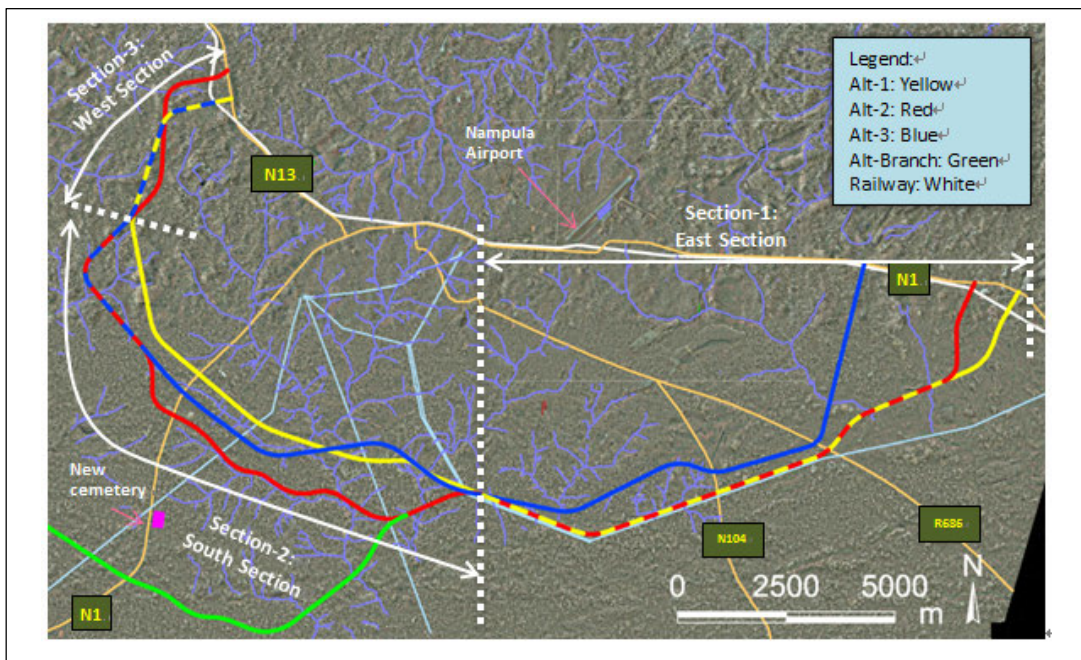 Section-3:
West Section
Legend:
Alt-1: Yellow
Alt-2: Red
Alt-3: Blue
Alt-Branch: Green
Railway: White
Nampula
Airport
N13
Section-1:
East Section
N1
New
cemetery
Section-2:
South Section
N104
R686
N1
0 2500 5000
m
N